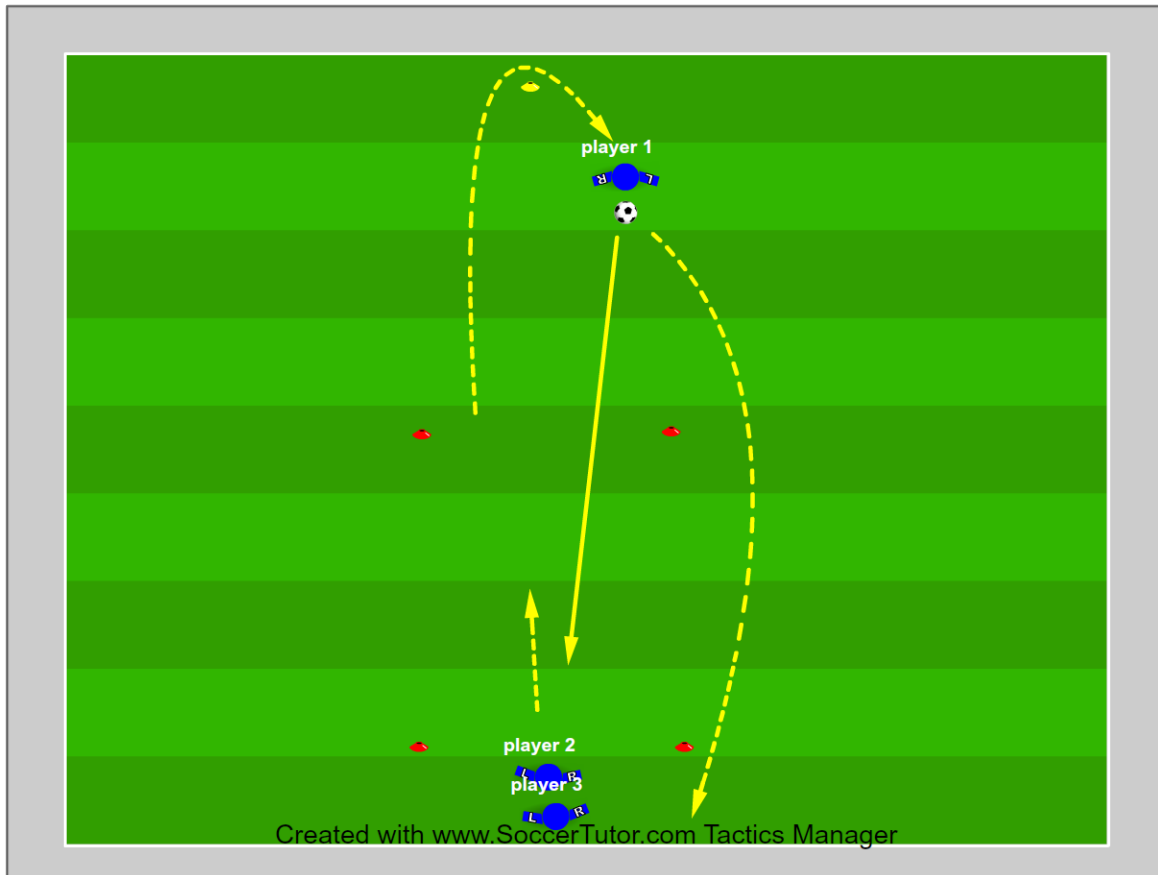 player 1
R L
player 2
L R
player 3
L R
Created with www.SoccerTutor.com Tactics Manager